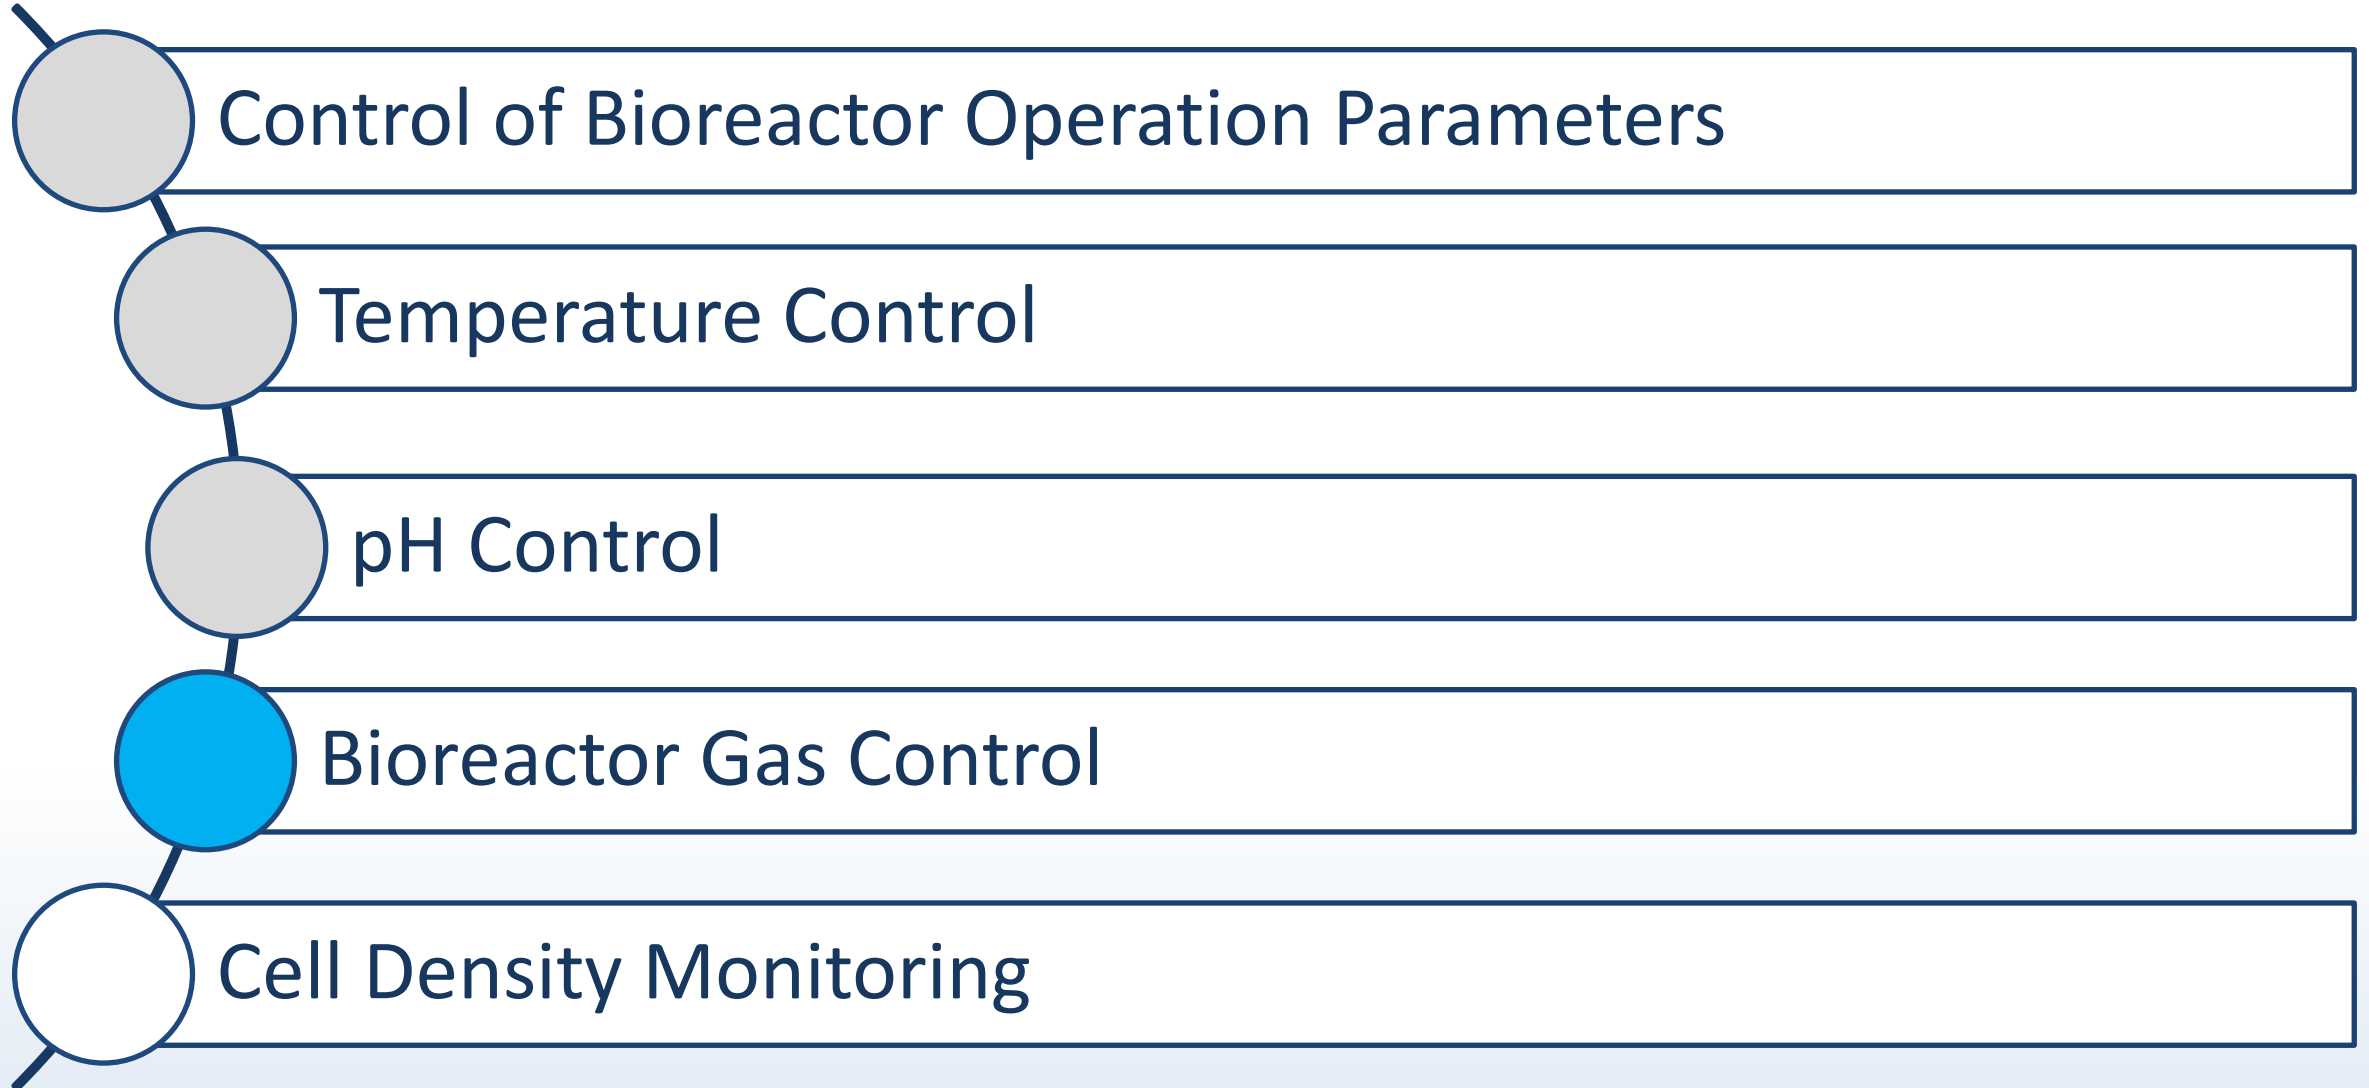 Control of Bioreactor Operation Parameters
Temperature Control
pH Control
Bioreactor Gas Control
Cell Density Monitoring